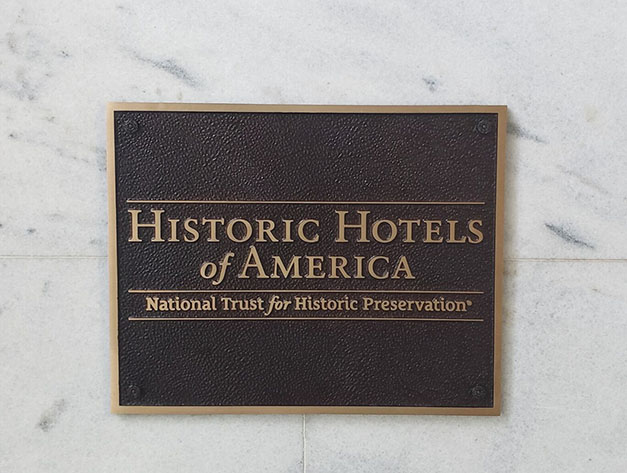 HISTORIC HOTELS
of AMERICA
National Trust for Historic Preservation®